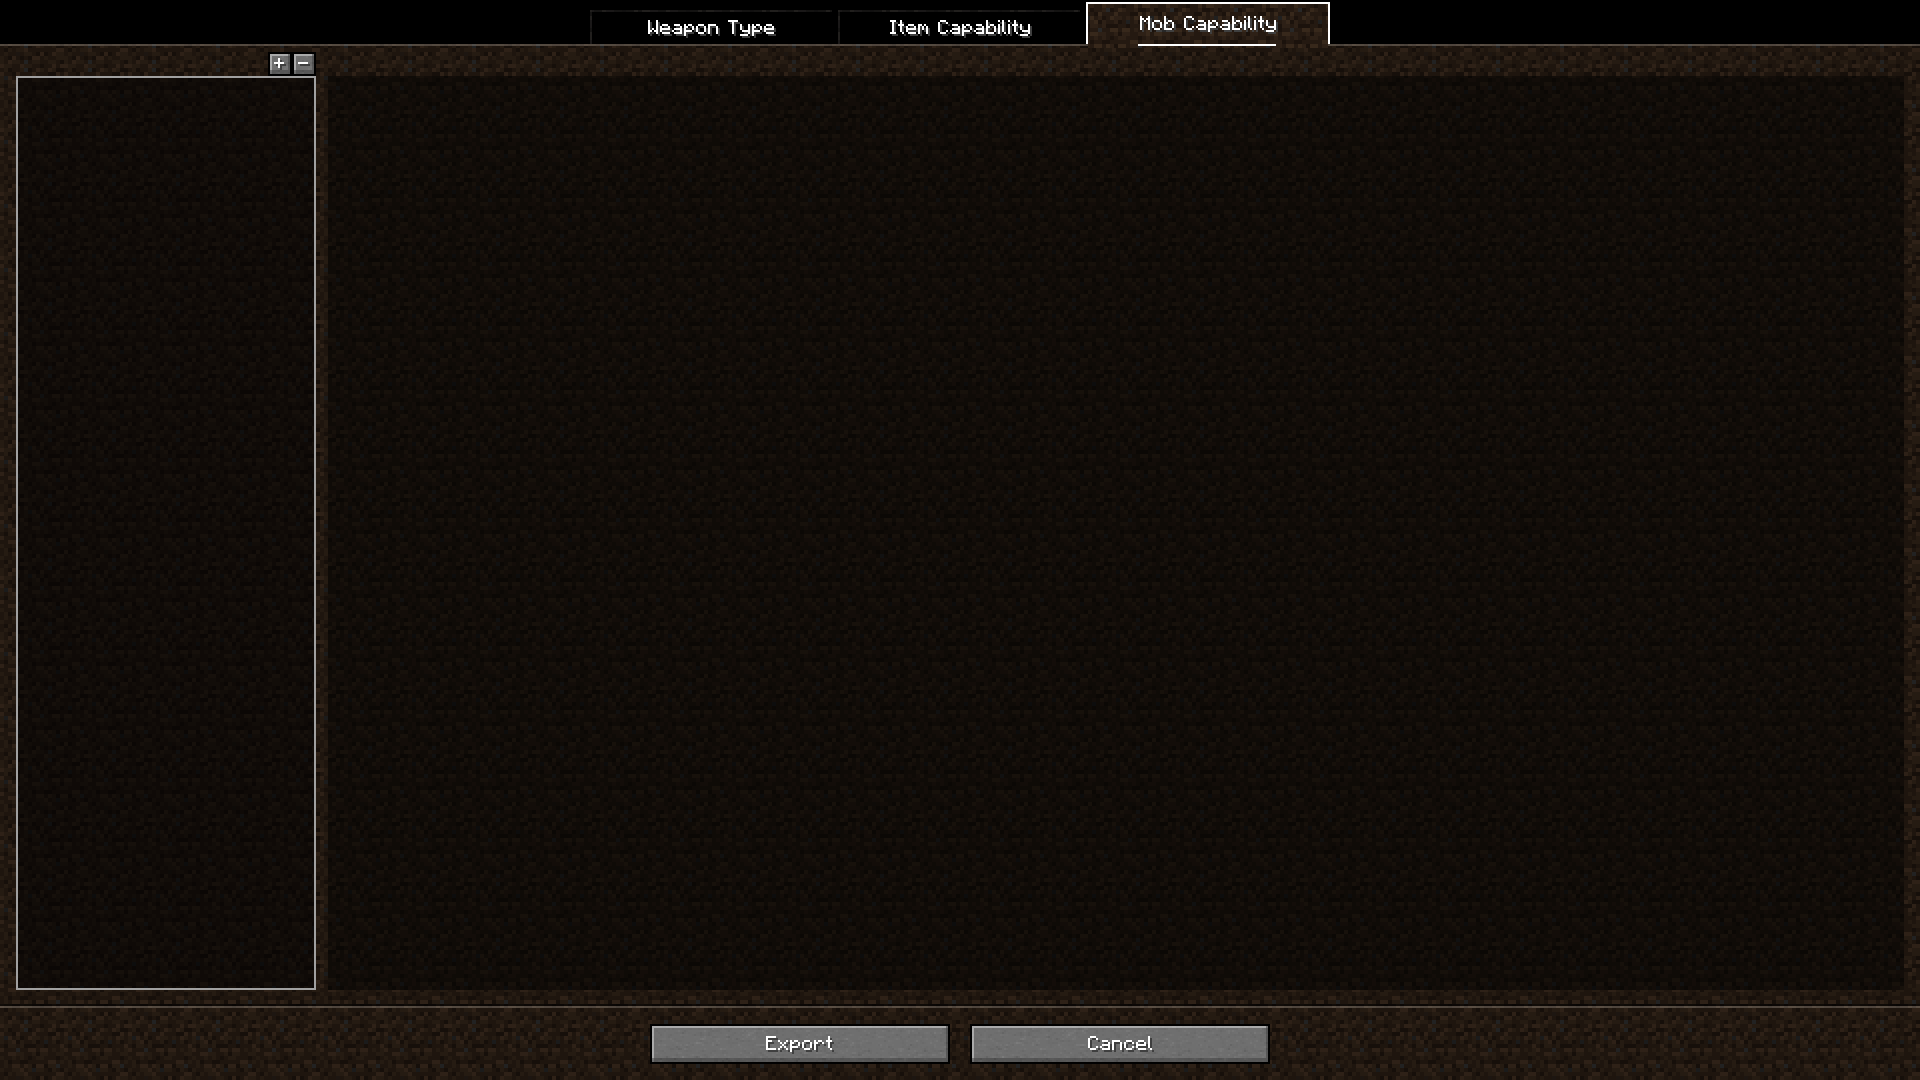 Weapon Type
Item Capability
Mob Capability
+ −
Export
Cancel